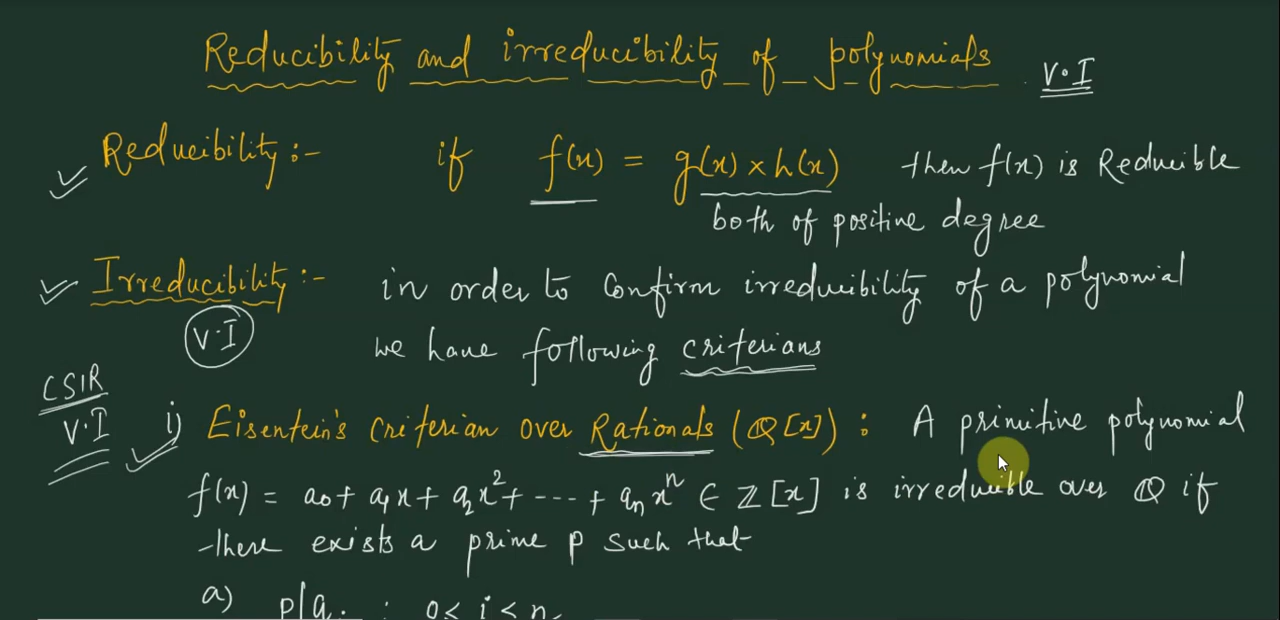 Reducibility and irreducibility of polynomials V.I
Reducibility :- if f(x) = g(x) × h(x) then f(x) is Reducible
both of positive degree
Irreducibility :- in order to confirm irreducibility of a polynomial
V.I we have following criterians
CSIR
V.I i) Eisentein's Criterian over Rationals (ℚ[x]) : A primitive polynomial
f(x) = a₀ + a₁x + a₂x² + --- + aₙxⁿ ∈ ℤ[x] is irreducible over ℚ if
there exists a prime p such that
a) p|aᵢ ; 0 < i < n